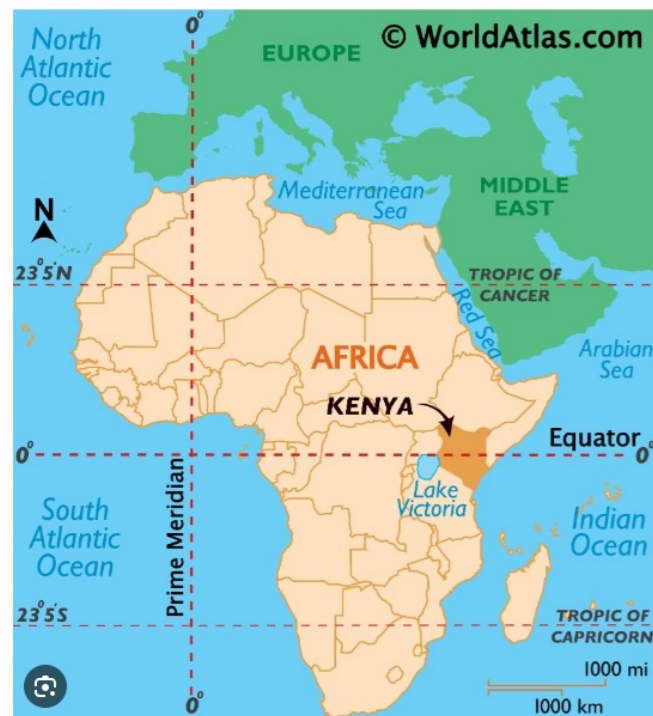 0°
© WorldAtlas.com
North
Atlantic
Ocean
EUROPE
Mediterranean
Sea
MIDDLE
EAST
N
23°5'N
TROPIC OF
CANCER
Red Sea
Arabian
Sea
AFRICA
KENYA
Equator
0°
0°
Lake
Victoria
South
Atlantic
Ocean
Prime Meridian
Indian
Ocean
23°5'S
TROPIC OF
CAPRICORN
1000 mi
1000 km
0°